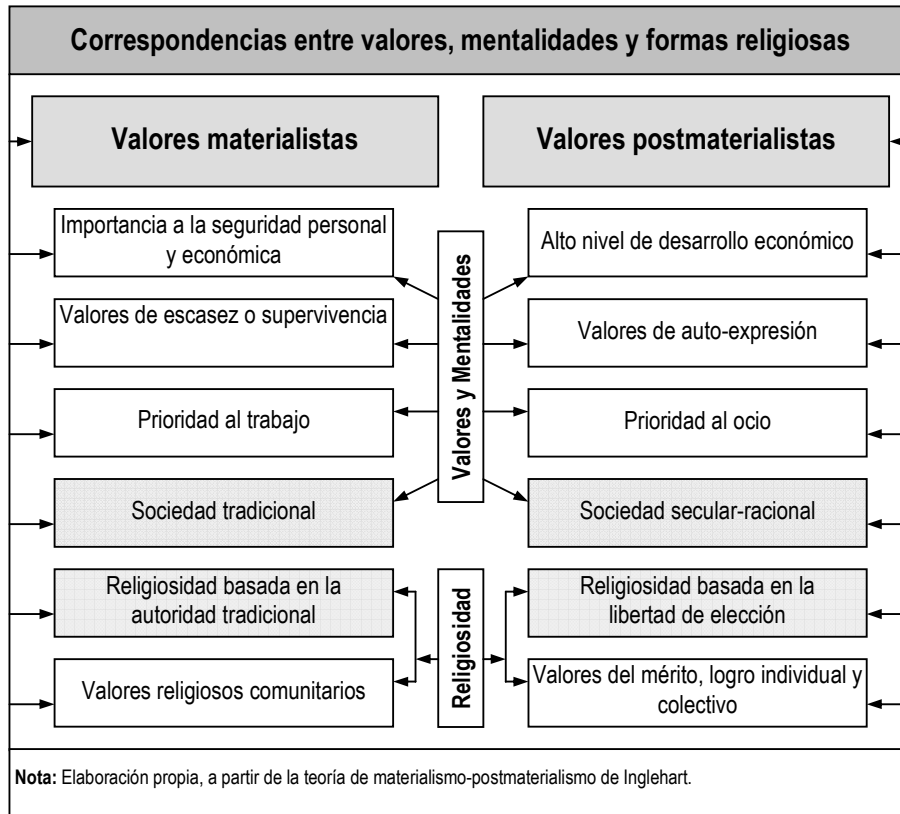 Correspondencias entre valores, mentalidades y formas religiosas
Valores materialistas
Valores postmaterialistas
Importancia a la seguridad personal
y económica
Alto nivel de desarrollo económico
Valores de escasez o supervivencia
Valores de auto-expresión
Prioridad al trabajo
Prioridad al ocio
Sociedad tradicional
Sociedad secular-racional
Valores y Mentalidades
Religiosidad basada en la
autoridad tradicional
Religiosidad basada en la
libertad de elección
Valores religiosos comunitarios
Valores del mérito, logro individual y
colectivo
Religiosidad
Nota: Elaboración propia, a partir de la teoría de materialismo-postmaterialismo de Inglehart.